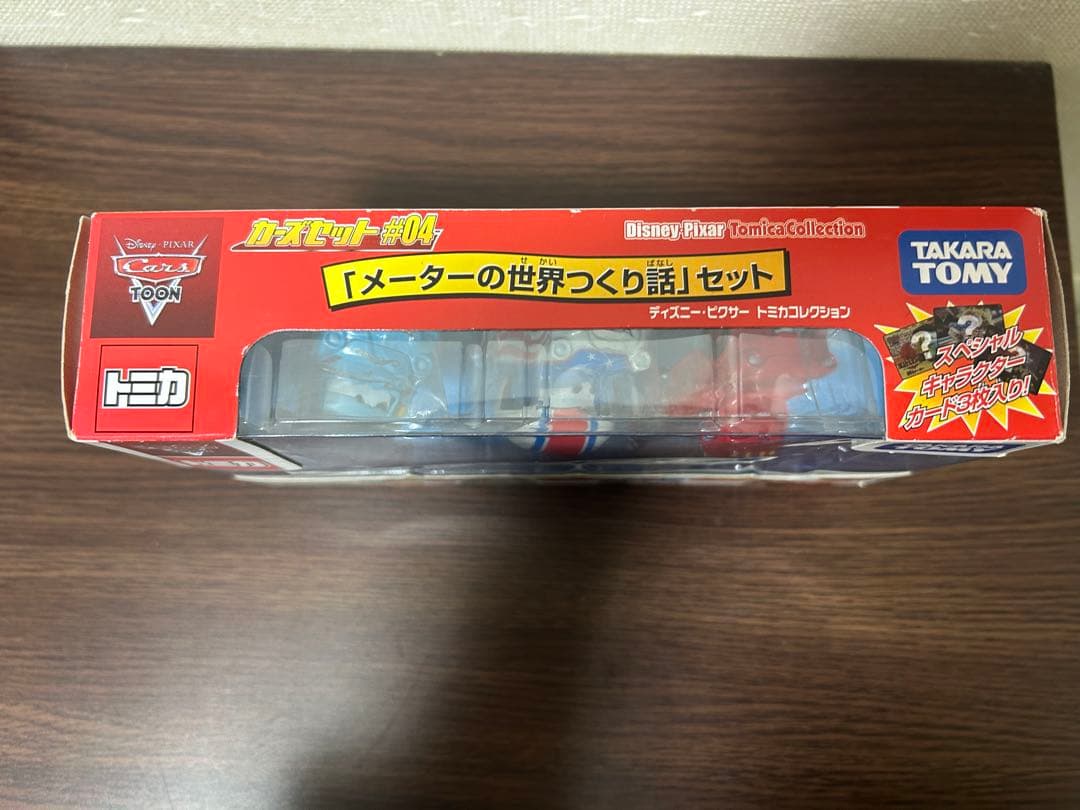 Disney・PIXAR
Cars
TOON
トミカ
カーズセット #04
Disney・Pixar Tomica Collection
「メーターの世界つくり話」セット
せかい
ばなし
ディズニー・ピクサー トミカコレクション
TAKARA
TOMY
スペシャル
キャラクター
カード3枚入り!
トミカ